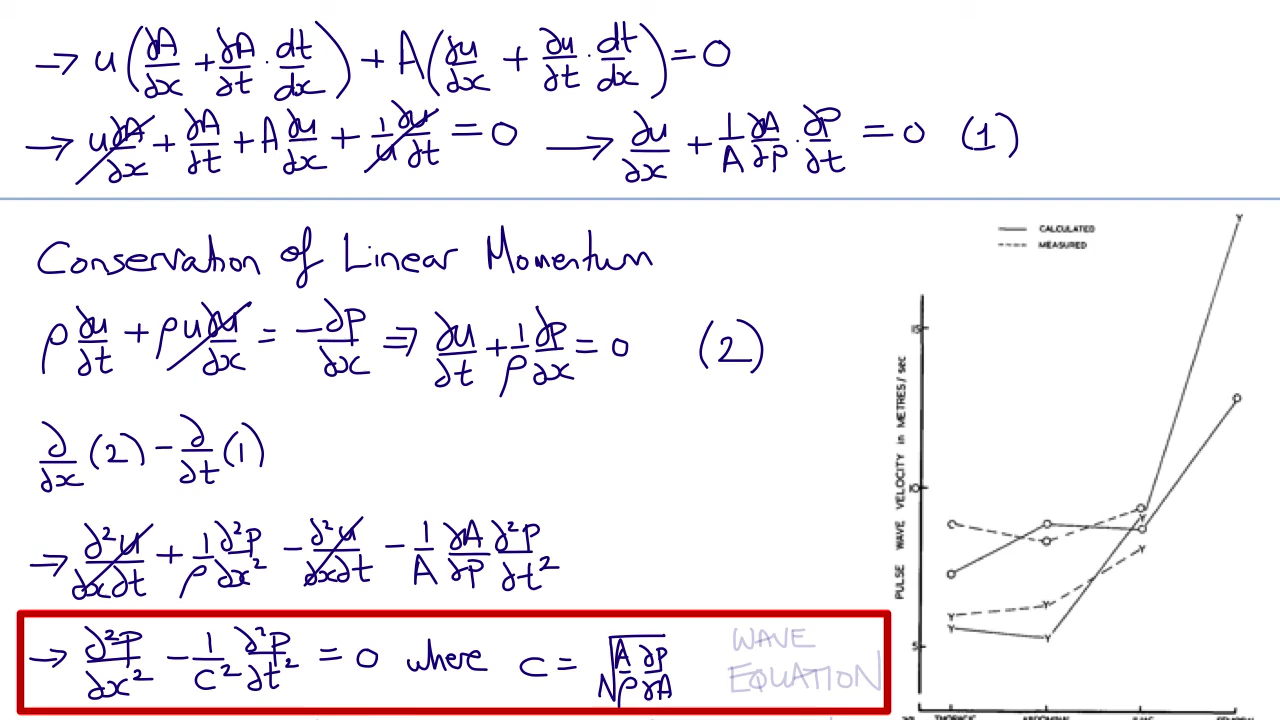 → u(∂A/∂x + ∂A/∂t · dt/dx) + A(∂u/∂x + ∂u/∂t · dt/dx) = 0
→ u∂A/∂x + ∂A/∂t + A ∂u/∂x + 1/u ∂u/∂t = 0 → ∂u/∂x + 1/A ∂A/∂P · ∂P/∂t = 0 (1)
Conservation of Linear Momentum
ρ ∂u/∂t + ρu∂u/∂x = -∂P/∂x ⇒ ∂u/∂t + 1/ρ ∂P/∂x = 0 (2)
∂/∂x (2) - ∂/∂t (1)
→ ∂²u/∂x∂t + 1/ρ ∂²P/∂x² - ∂²u/∂x∂t - 1/A ∂A/∂P ∂²P/∂t²
→ ∂²P/∂x² - 1/c² ∂²P/∂t² = 0 where c = √(A/ρ ∂P/∂A)
WAVE
EQUATION
CALCULATED
MEASURED
PULSE WAVE VELOCITY in METRES/sec
15
10
5